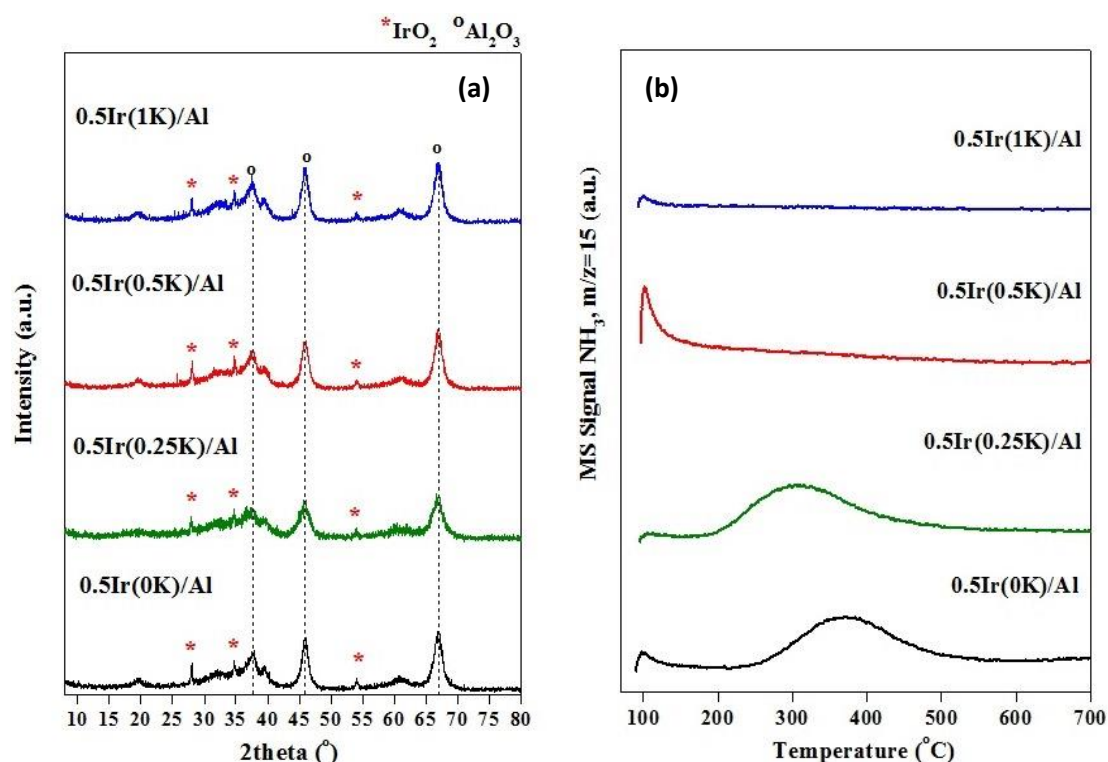 *IrO₂ °Al₂O₃
(a)
0.5Ir(1K)/Al
* * o o * o
0.5Ir(0.5K)/Al
* * *
0.5Ir(0.25K)/Al
* * *
0.5Ir(0K)/Al
* * *
Intensity (a.u.)
10 15 20 25 30 35 40 45 50 55 60 65 70 75 80
2theta (°)
(b)
0.5Ir(1K)/Al
0.5Ir(0.5K)/Al
0.5Ir(0.25K)/Al
0.5Ir(0K)/Al
MS Signal NH₃, m/z=15 (a.u.)
100 200 300 400 500 600 700
Temperature (°C)